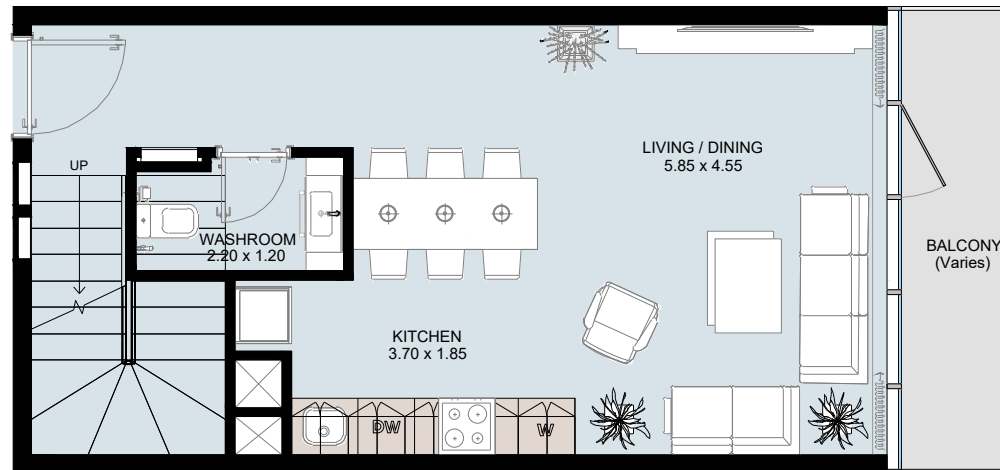 UP
LIVING / DINING
5.85 x 4.55
WASHROOM
2.20 x 1.20
BALCONY
(Varies)
KITCHEN
3.70 x 1.85
DW
W